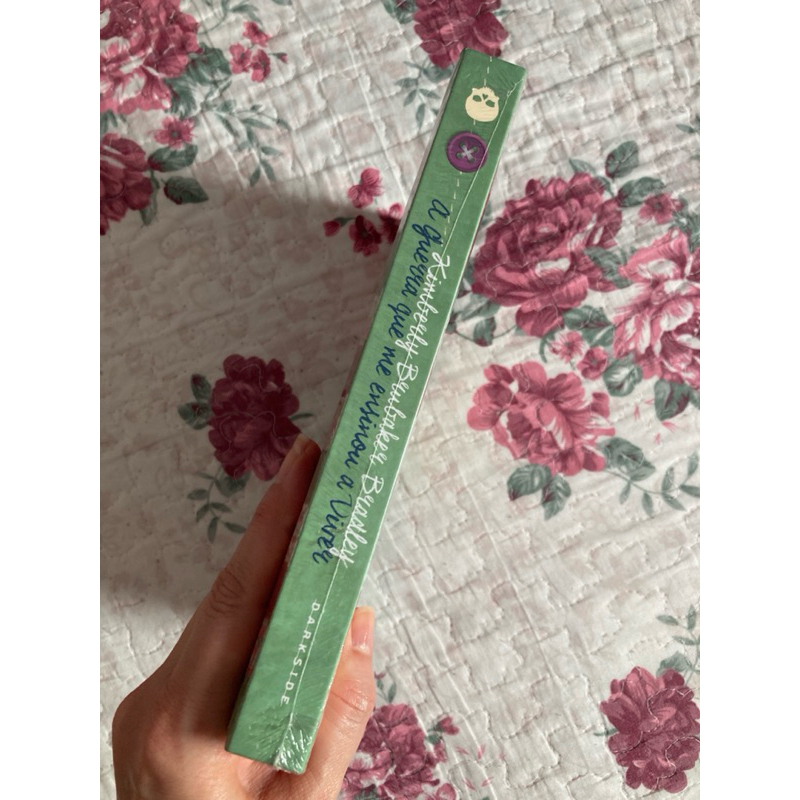 Kimberly Brubaker Bradley
a guerra que me ensinou a Viver
DARKSIDE